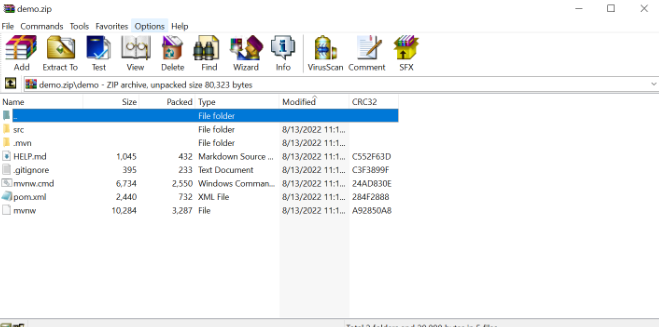 demo.zip
File Commands Tools Favorites Options Help
Add Extract To Test View Delete Find Wizard Info VirusScan Comment SFX
demo.zip\demo - ZIP archive, unpacked size 80,323 bytes
Name Size Packed Type Modified CRC32
.. File folder
src File folder 8/13/2022 11:1...
.mvn File folder 8/13/2022 11:1...
HELP.md 1,045 432 Markdown Source ... 8/13/2022 11:1... C552F63D
.gitignore 395 233 Text Document 8/13/2022 11:1... C3F3899F
mvnw.cmd 6,734 2,550 Windows Comman... 8/13/2022 11:1... 24AD830E
pom.xml 2,440 732 XML File 8/13/2022 11:1... 284F2888
mvnw 10,284 3,287 File 8/13/2022 11:1... A92850A8